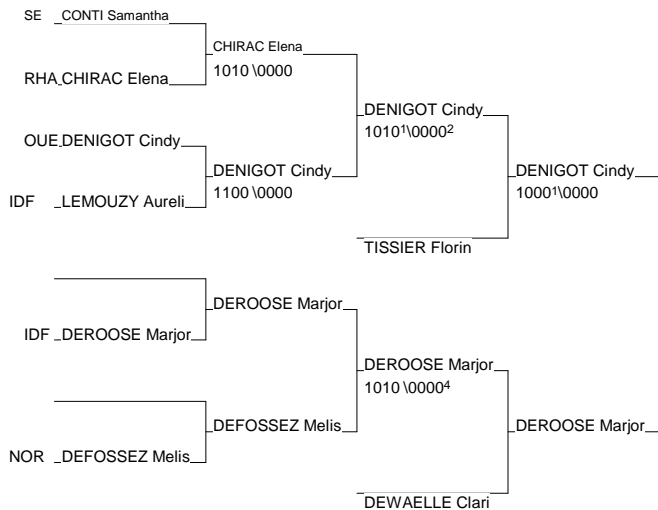 SE CONTI Samantha
CHIRAC Elena
1010 \0000
RHA CHIRAC Elena
DENIGOT Cindy
1010¹\0000²
OUE DENIGOT Cindy
DENIGOT Cindy
1100 \0000
DENIGOT Cindy
1000¹\0000
IDF LEMOUZY Aureli
TISSIER Florin
DEROOSE Marjor
IDF DEROOSE Marjor
DEROOSE Marjor
1010 \0000⁴
DEFOSSEZ Melis
DEROOSE Marjor
NOR DEFOSSEZ Melis
DEWAELLE Clari